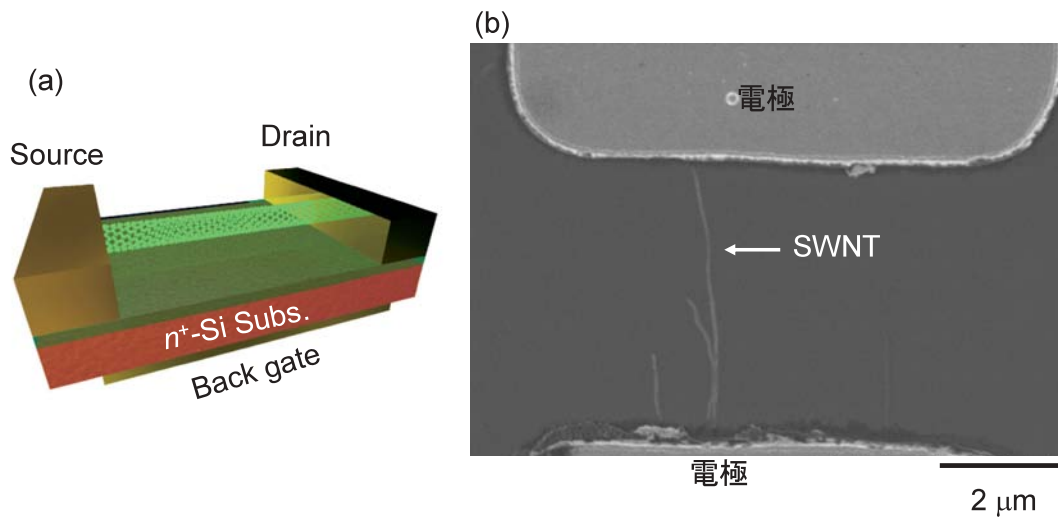 (a)
Source
Drain
n⁺-Si Subs.
Back gate
(b)
電極
SWNT
電極
2 μm